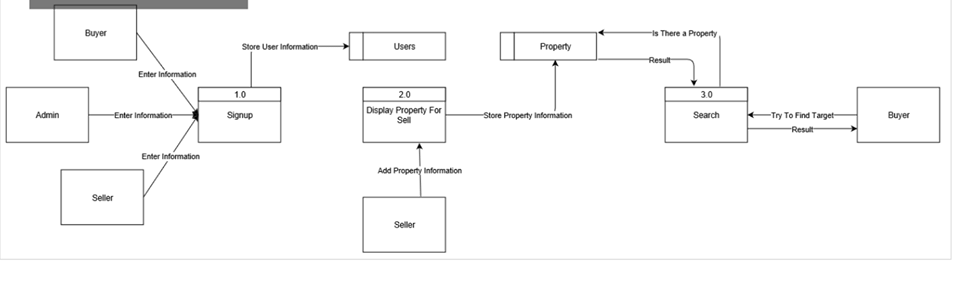 Buyer
Store User Information
Users
Property
Is There a Property
Result
Enter Information
Admin
Enter Information
1.0
Signup
2.0
Display Property For
Sell
Store Property Information
3.0
Search
Try To Find Target
Result
Buyer
Enter Information
Add Property Information
Seller
Seller